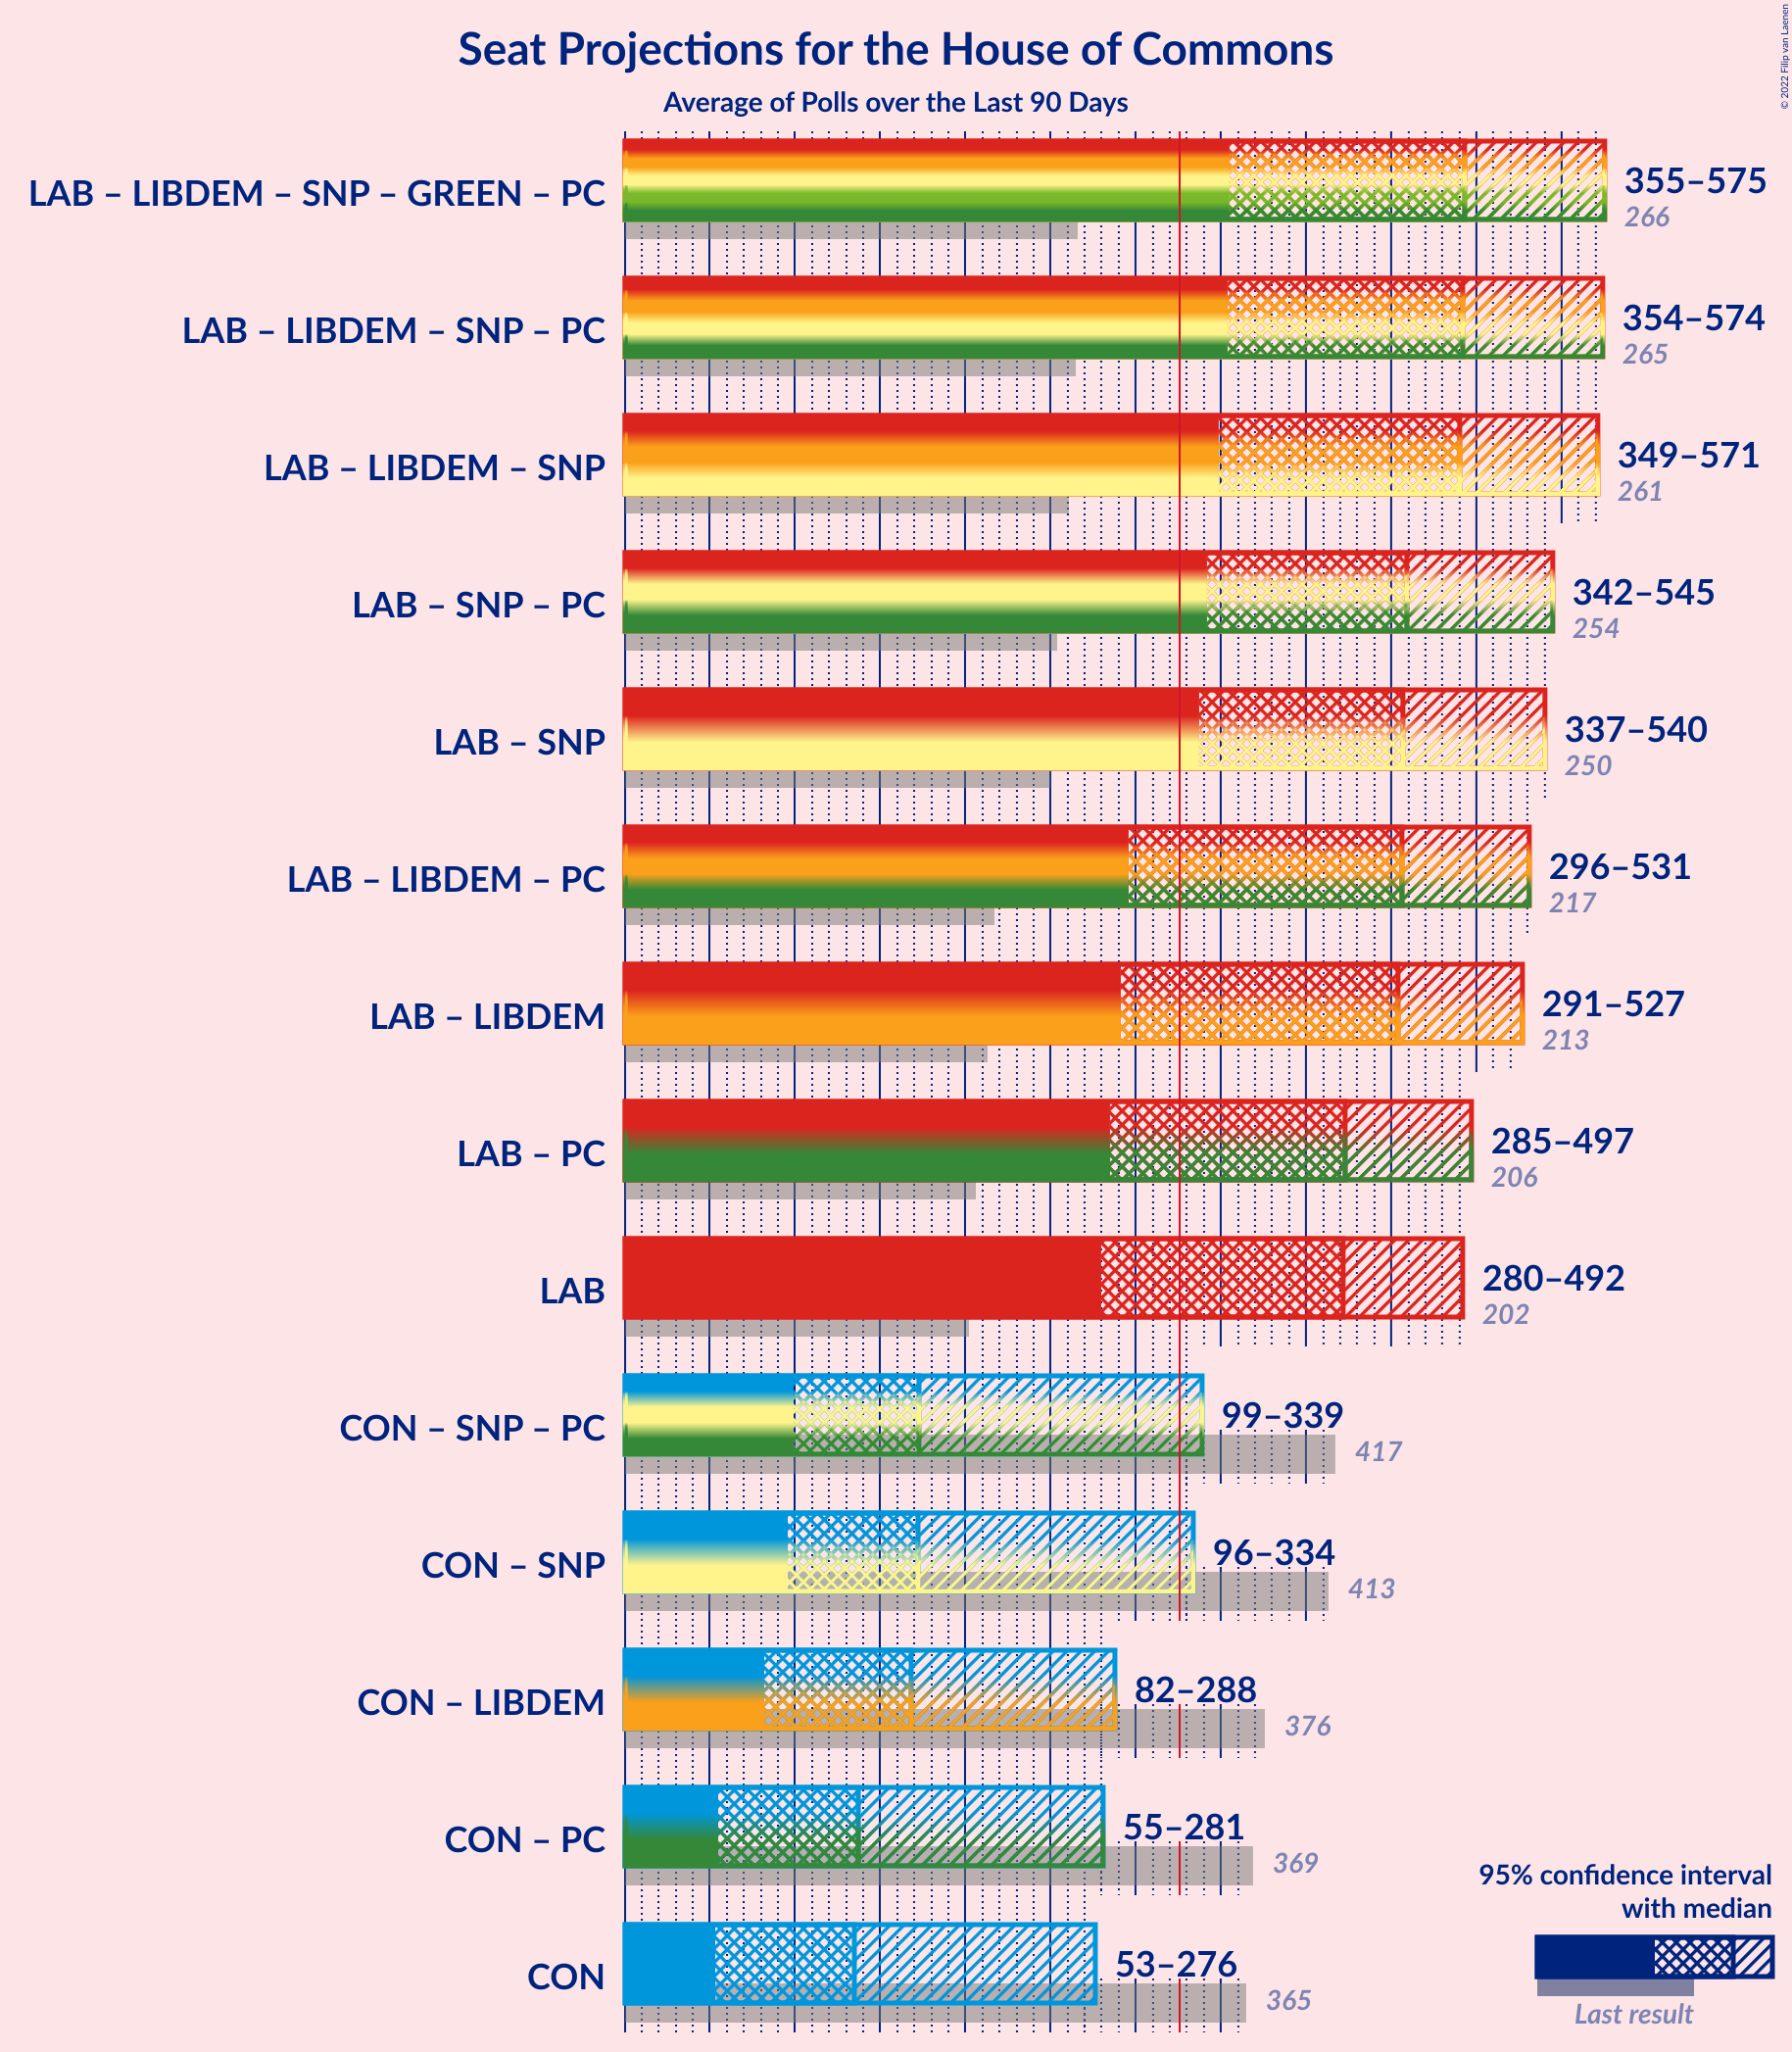 Seat Projections for the House of Commons
Average of Polls over the Last 90 Days
© 2022 Filip van Laenen
LAB – LIBDEM – SNP – GREEN – PC
355–575
266
LAB – LIBDEM – SNP – PC
354–574
265
LAB – LIBDEM – SNP
349–571
261
LAB – SNP – PC
342–545
254
LAB – SNP
337–540
250
LAB – LIBDEM – PC
296–531
217
LAB – LIBDEM
291–527
213
LAB – PC
285–497
206
LAB
280–492
202
CON – SNP – PC
99–339
417
CON – SNP
96–334
413
CON – LIBDEM
82–288
376
CON – PC
55–281
369
CON
53–276
365
95% confidence interval
with median
Last result